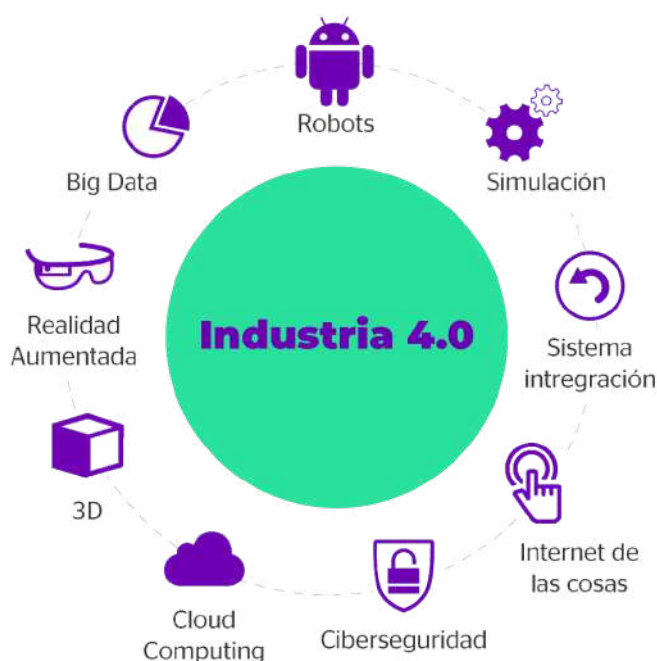 Robots
Simulación
Sistema
intregración
Internet de
las cosas
Ciberseguridad
Cloud
Computing
3D
Realidad
Aumentada
Big Data
Industria 4.0